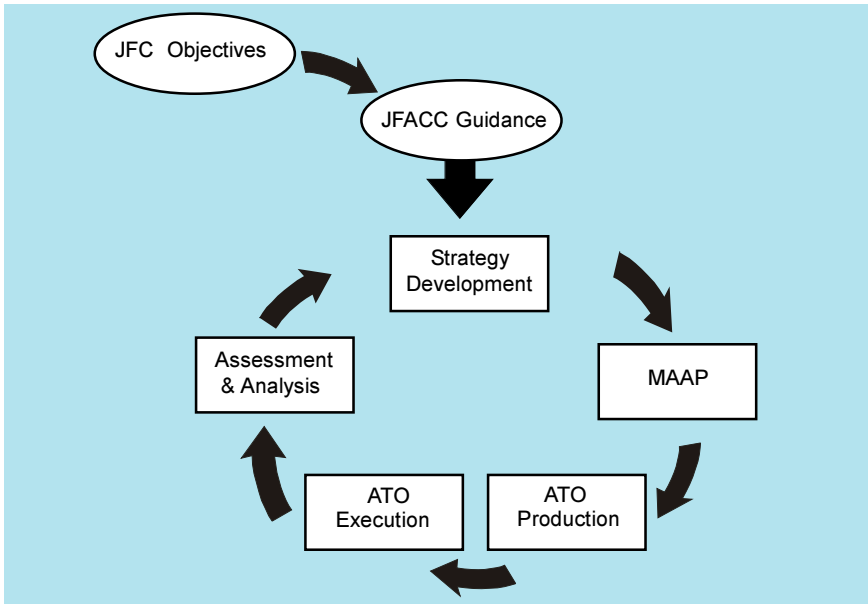 JFC Objectives
JFACC Guidance
Strategy
Development
MAAP
ATO
Production
ATO
Execution
Assessment
& Analysis